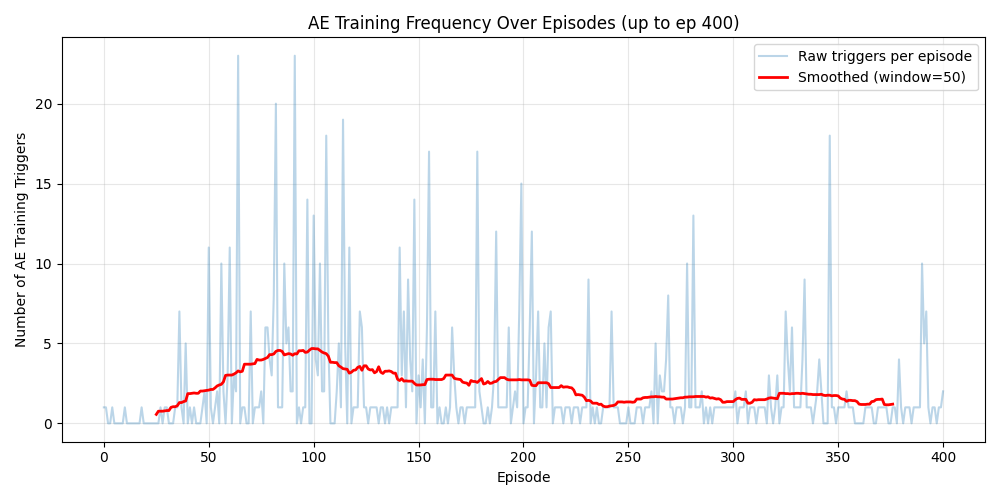 AE Training Frequency Over Episodes (up to ep 400)
Raw triggers per episode
Smoothed (window=50)
Number of AE Training Triggers
20
15
10
5
0
0 50 100 150 200 250 300 350 400
Episode